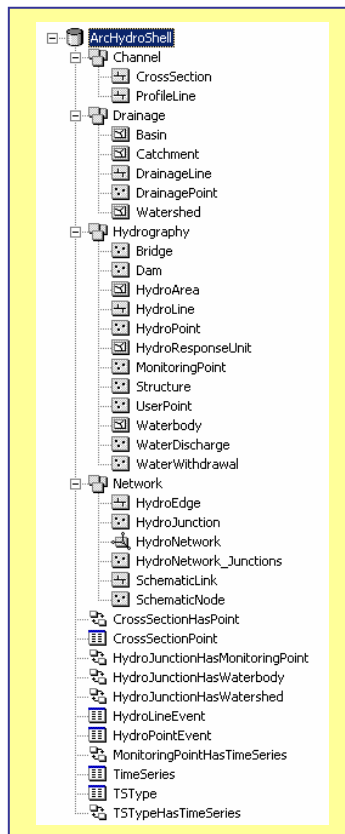 ArcHydroShell
Channel
CrossSection
ProfileLine
Drainage
Basin
Catchment
DrainageLine
DrainagePoint
Watershed
Hydrography
Bridge
Dam
HydroArea
HydroLine
HydroPoint
HydroResponseUnit
MonitoringPoint
Structure
UserPoint
Waterbody
WaterDischarge
WaterWithdrawal
Network
HydroEdge
HydroJunction
HydroNetwork
HydroNetwork_Junctions
SchematicLink
SchematicNode
CrossSectionHasPoint
CrossSectionPoint
HydroJunctionHasMonitoringPoint
HydroJunctionHasWaterbody
HydroJunctionHasWatershed
HydroLineEvent
HydroPointEvent
MonitoringPointHasTimeSeries
TimeSeries
TSType
TSTypeHasTimeSeries